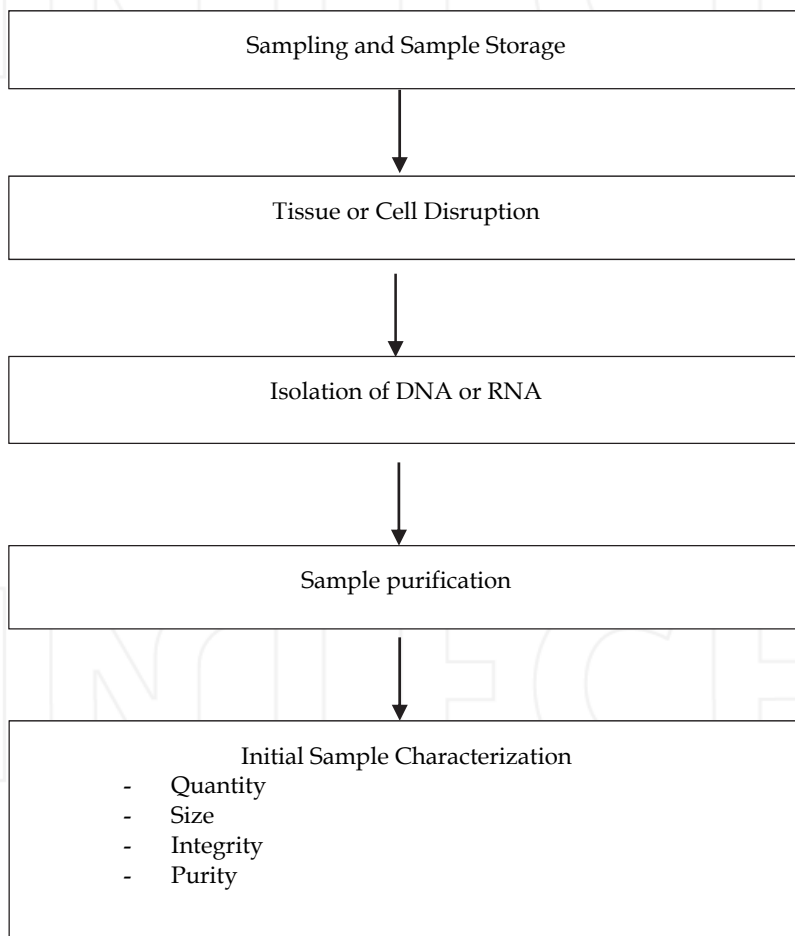 Sampling and Sample Storage
Tissue or Cell Disruption
Isolation of DNA or RNA
Sample purification
Initial Sample Characterization
- Quantity
- Size
- Integrity
- Purity